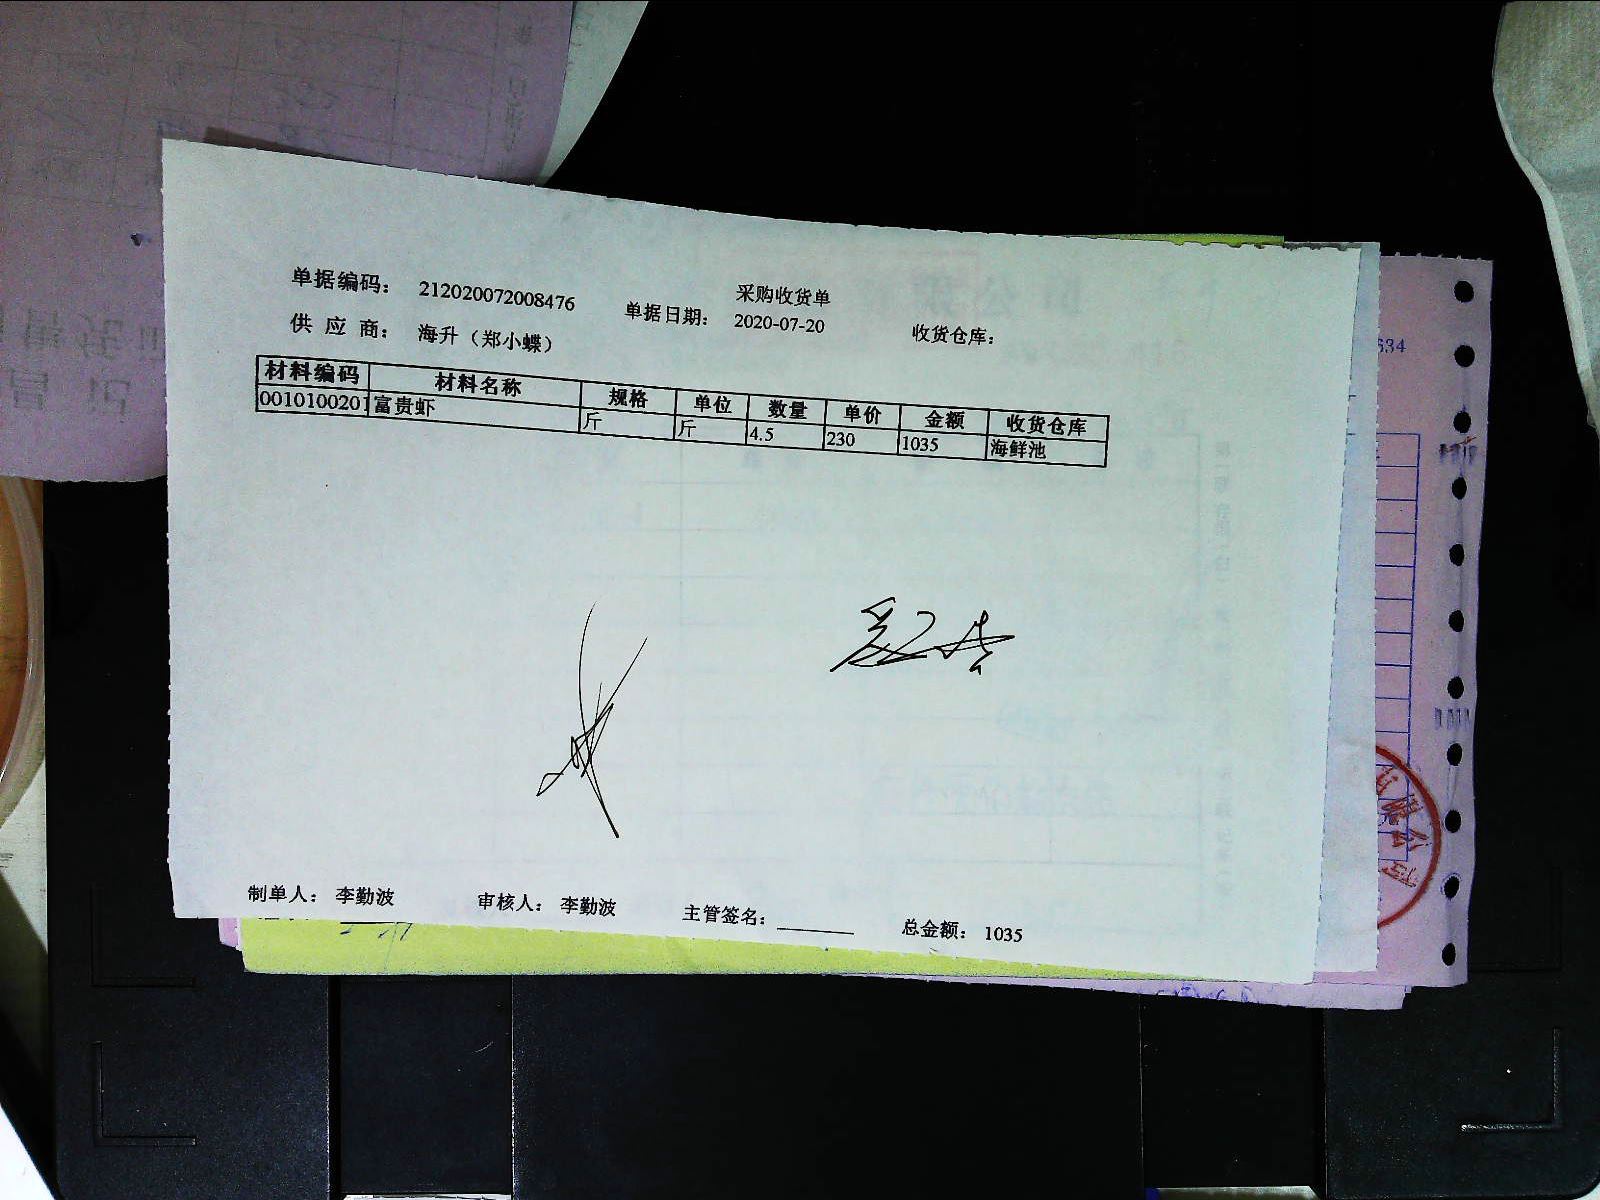 采购收货单
单据编码： 212020072008476 单据日期： 2020-07-20 收货仓库：
供 应 商： 海升（郑小蝶）
材料编码 材料名称 规格 单位 数量 单价 金额 收货仓库
001010020 富贵虾 斤 斤 4.5 230 1035 海鲜池
制单人： 李勤波 审核人： 李勤波 主管签名： 总金额： 1035
634